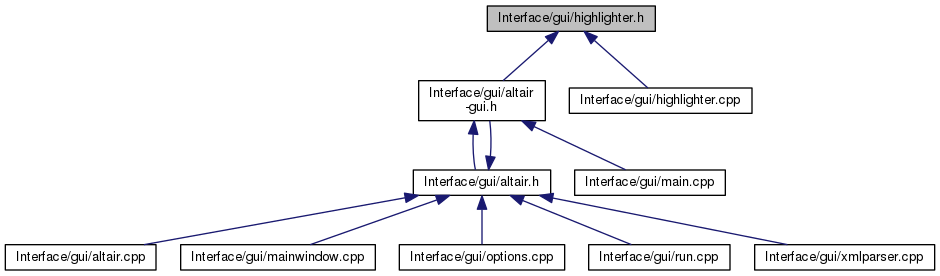 Interface/gui/highlighter.h
Interface/gui/altair
-gui.h
Interface/gui/highlighter.cpp
Interface/gui/altair.h
Interface/gui/main.cpp
Interface/gui/altair.cpp
Interface/gui/mainwindow.cpp
Interface/gui/options.cpp
Interface/gui/run.cpp
Interface/gui/xmlparser.cpp